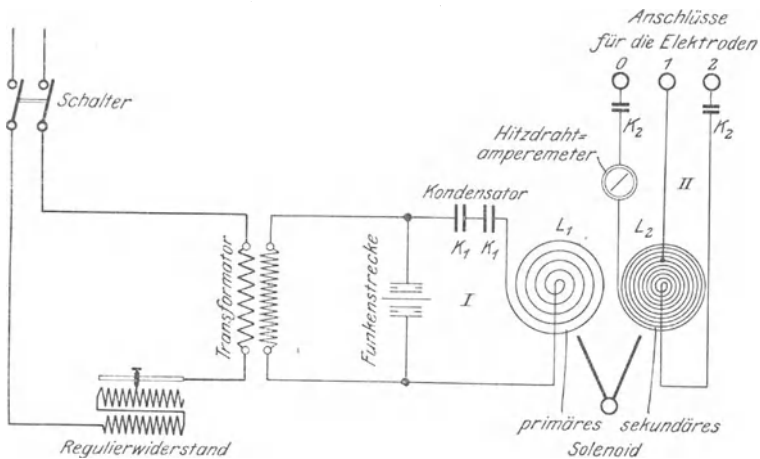 Anschlüsse
für die Elektroden
0 1 2
Schalter
K₂ K₂
Hitzdraht=
amperemeter
II
Kondensator
L₁ L₂
K₁ K₁
Transformator
Funkenstrecke
I
primäres sekundäres
Solenoid
Regulierwiderstand